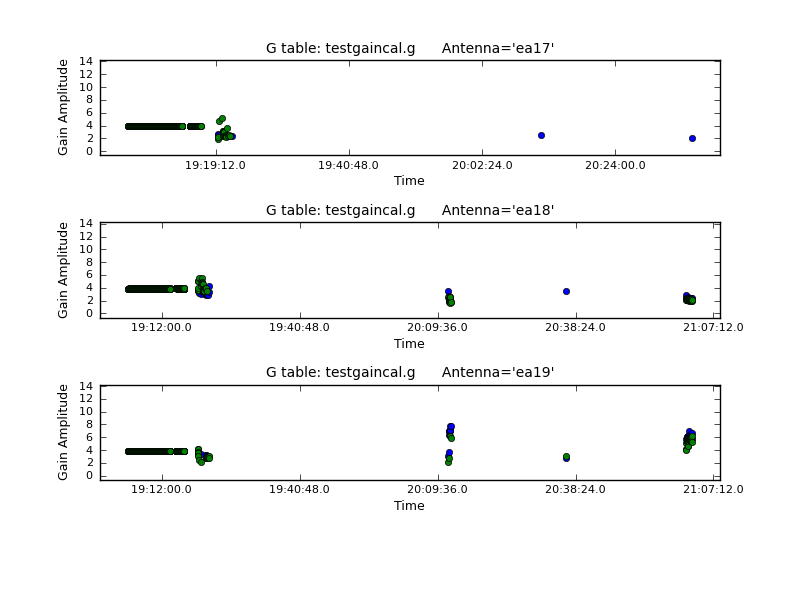 G table: testgaincal.g Antenna='ea17'
14
12
10
8
6
4
2
0
Gain Amplitude
19:19:12.0 19:40:48.0 20:02:24.0 20:24:00.0
Time
G table: testgaincal.g Antenna='ea18'
14
12
10
8
6
4
2
0
Gain Amplitude
19:12:00.0 19:40:48.0 20:09:36.0 20:38:24.0 21:07:12.0
Time
G table: testgaincal.g Antenna='ea19'
14
12
10
8
6
4
2
0
Gain Amplitude
19:12:00.0 19:40:48.0 20:09:36.0 20:38:24.0 21:07:12.0
Time